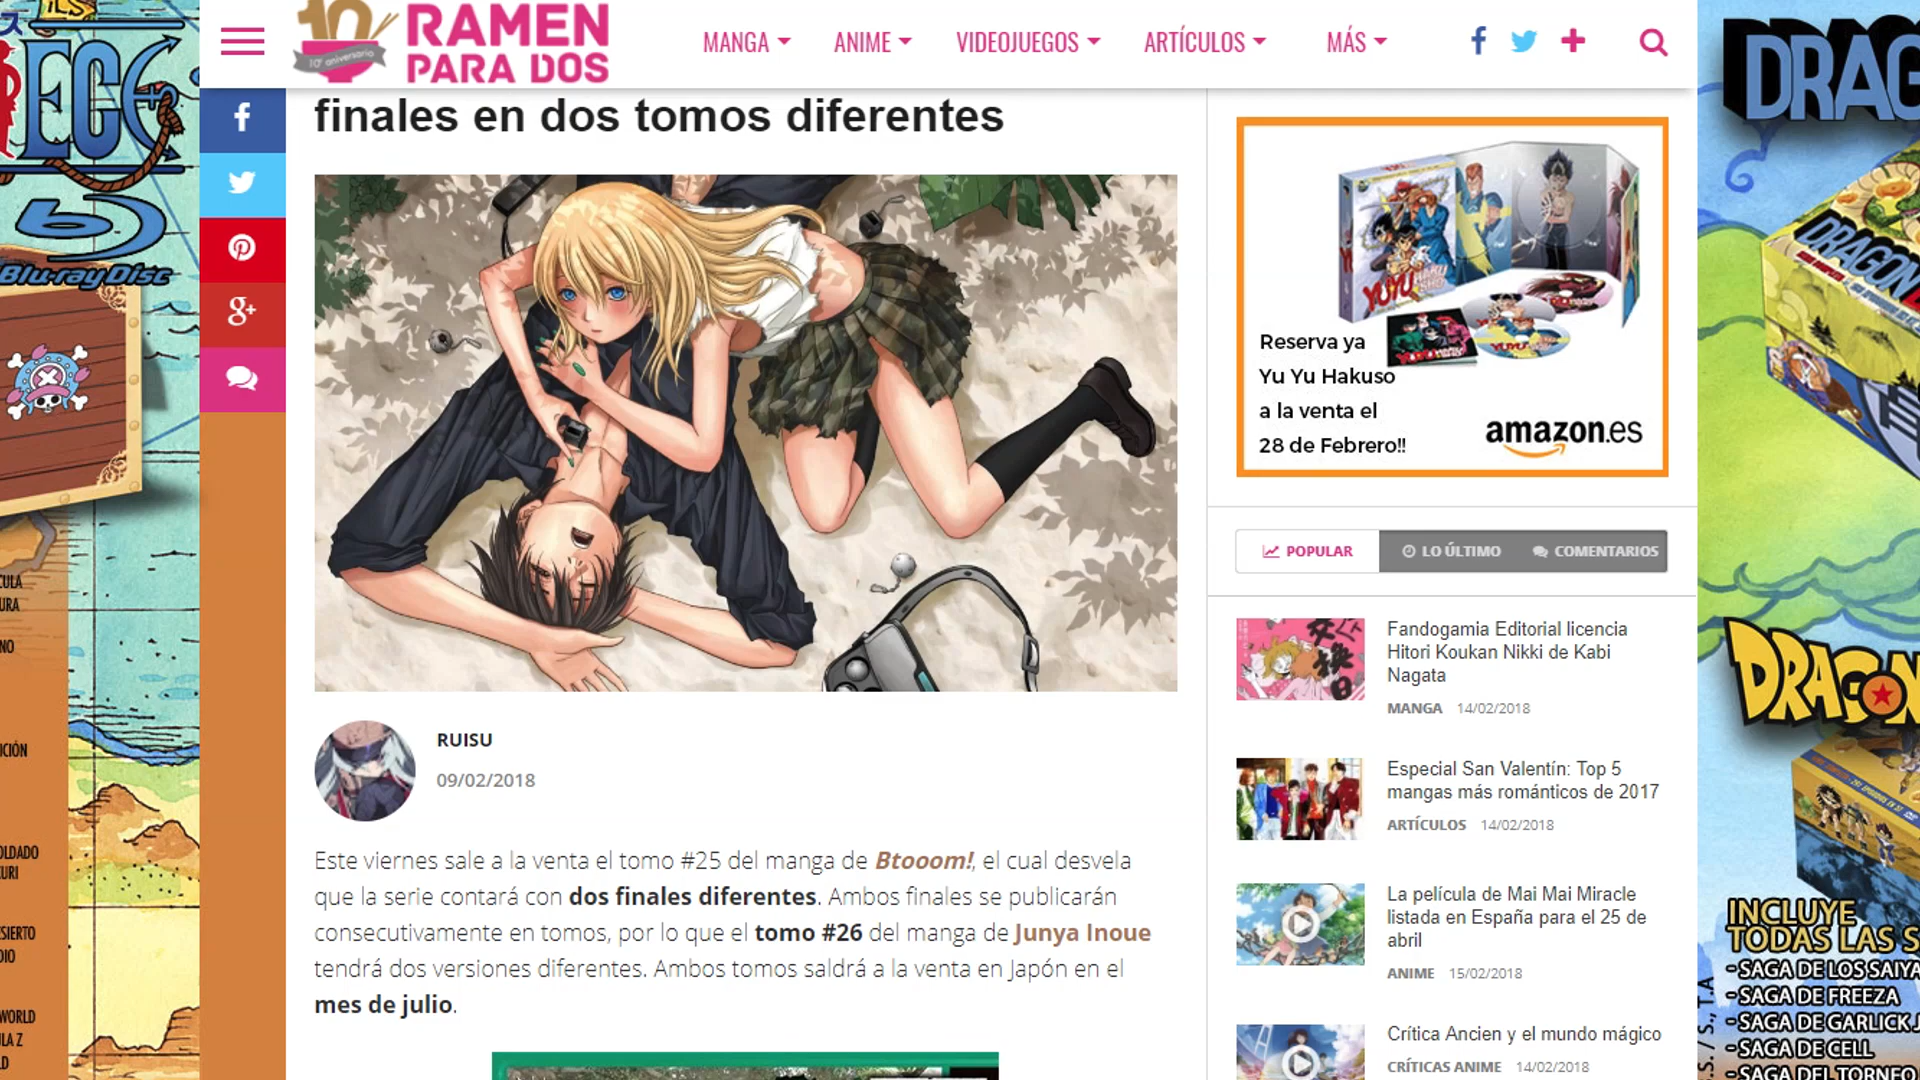 10
10º aniversario
RAMEN
PARA DOS
MANGA
ANIME
VIDEOJUEGOS
ARTÍCULOS
MÁS
finales en dos tomos diferentes
RUISU
09/02/2018
Este viernes sale a la venta el tomo #25 del manga de Btooom!, el cual desvela
que la serie contará con dos finales diferentes. Ambos finales se publicarán
consecutivamente en tomos, por lo que el tomo #26 del manga de Junya Inoue
tendrá dos versiones diferentes. Ambos tomos saldrá a la venta en Japón en el
mes de julio.
Reserva ya
Yu Yu Hakuso
a la venta el
28 de Febrero!!
amazon.es
POPULAR
LO ÚLTIMO
COMENTARIOS
Fandogamia Editorial licencia
Hitori Koukan Nikki de Kabi
Nagata
MANGA 14/02/2018
Especial San Valentín: Top 5
mangas más románticos de 2017
ARTÍCULOS 14/02/2018
La película de Mai Mai Miracle
listada en España para el 25 de
abril
ANIME 15/02/2018
Crítica Ancien y el mundo mágico
CRÍTICAS ANIME 14/02/2018
Blu-ray Disc
DRAG
DRAGON
INCLUYE
TODAS LAS S
- SAGA DE LOS SAIYA
- SAGA DE FREEZA
- SAGA DE GARLICK J
- SAGA DE CELL
- SAGA DEL TORNEO